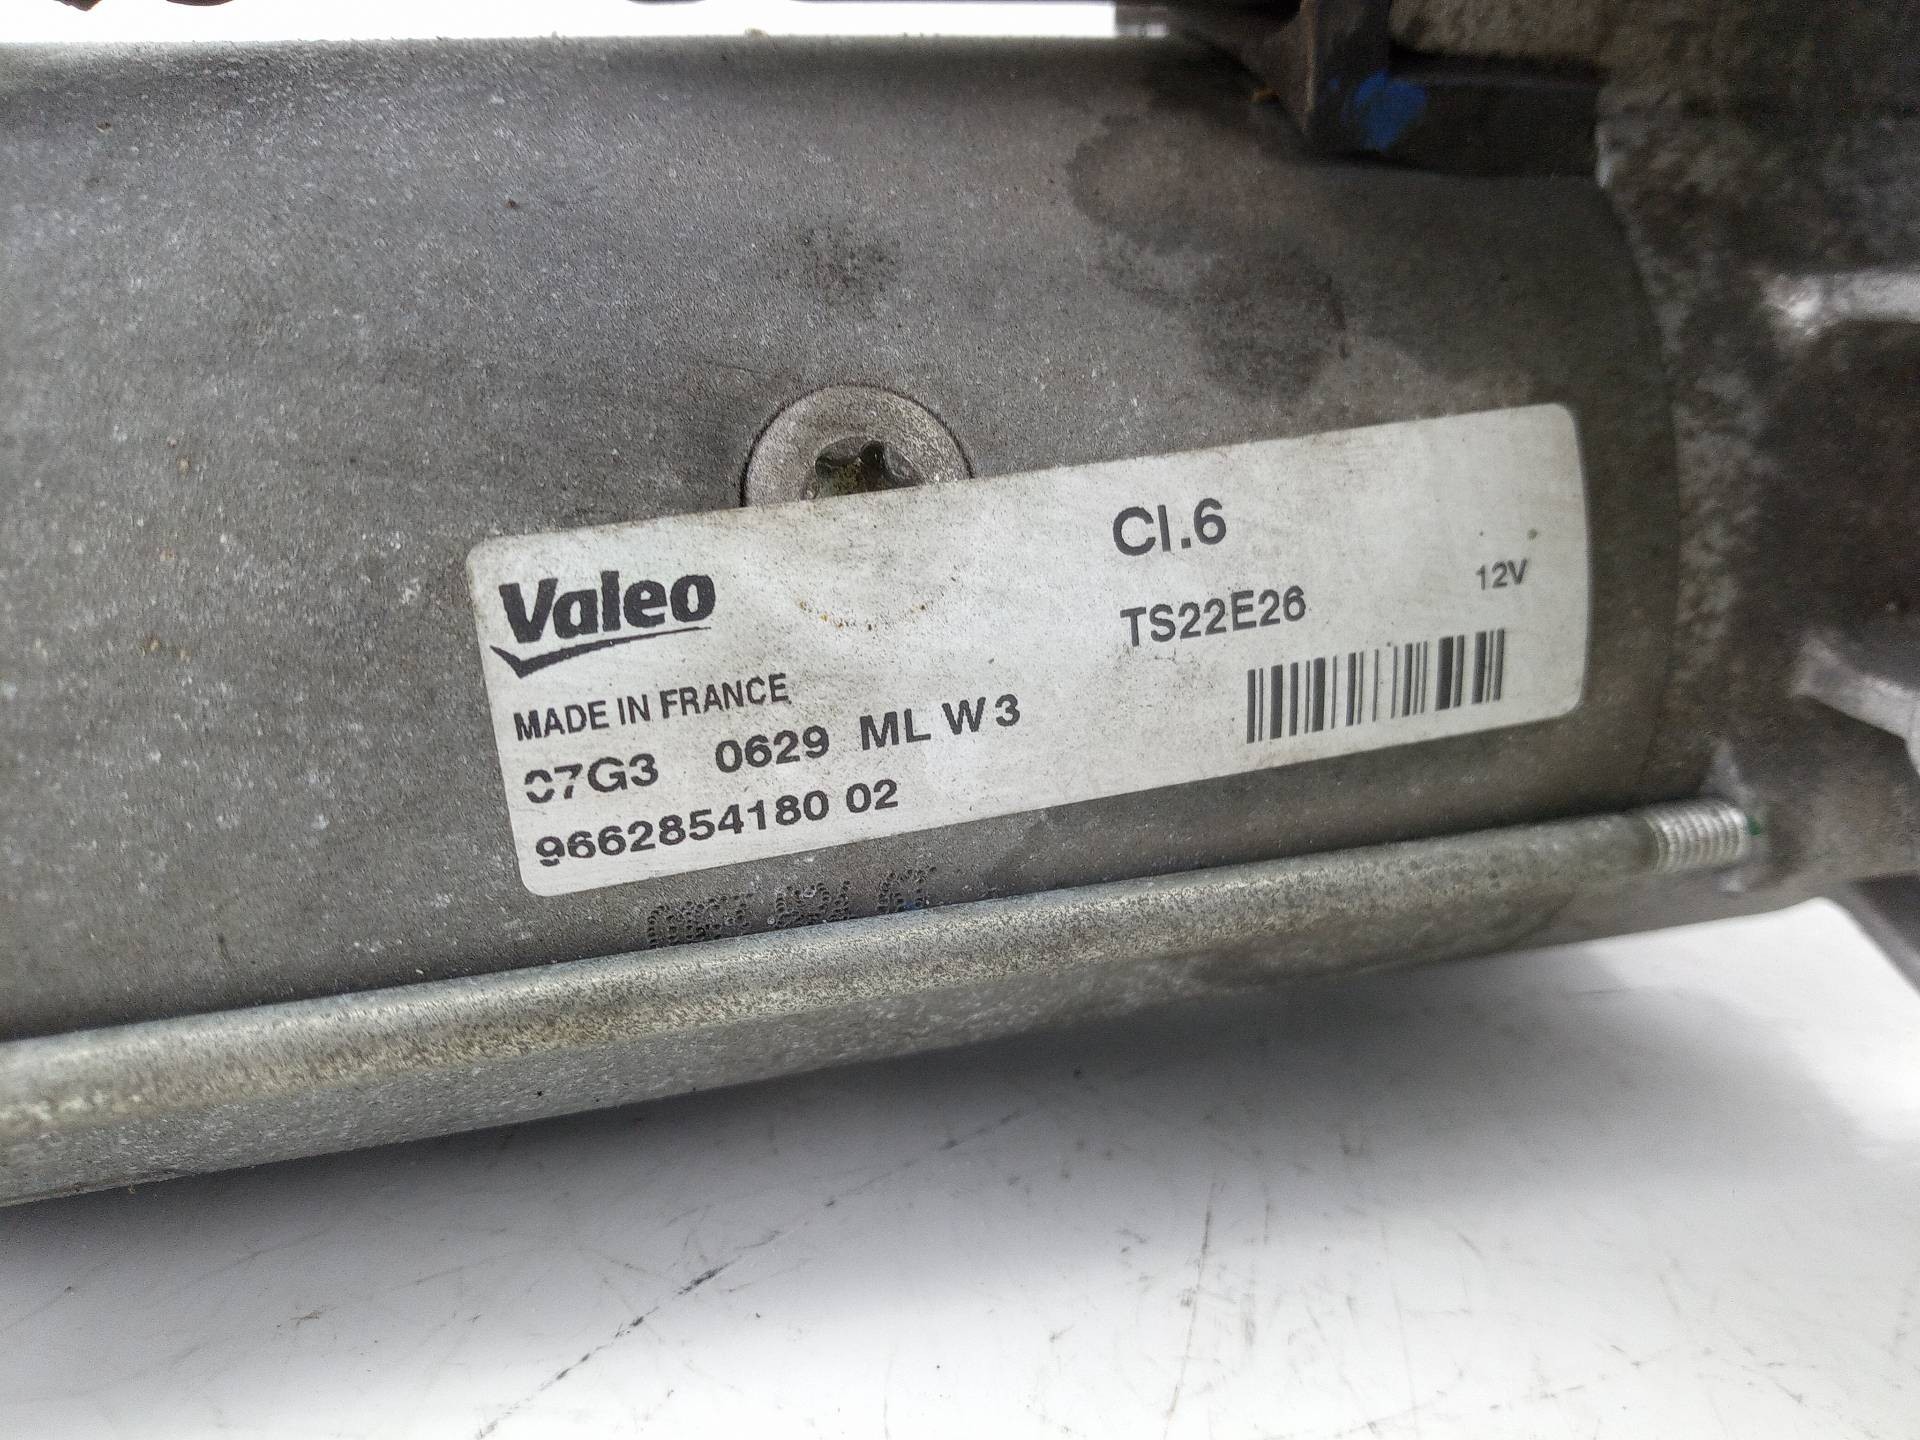 Valeo
Cl.6
TS22E26
12V
MADE IN FRANCE
07G3 0629 ML W3
9662854180 02